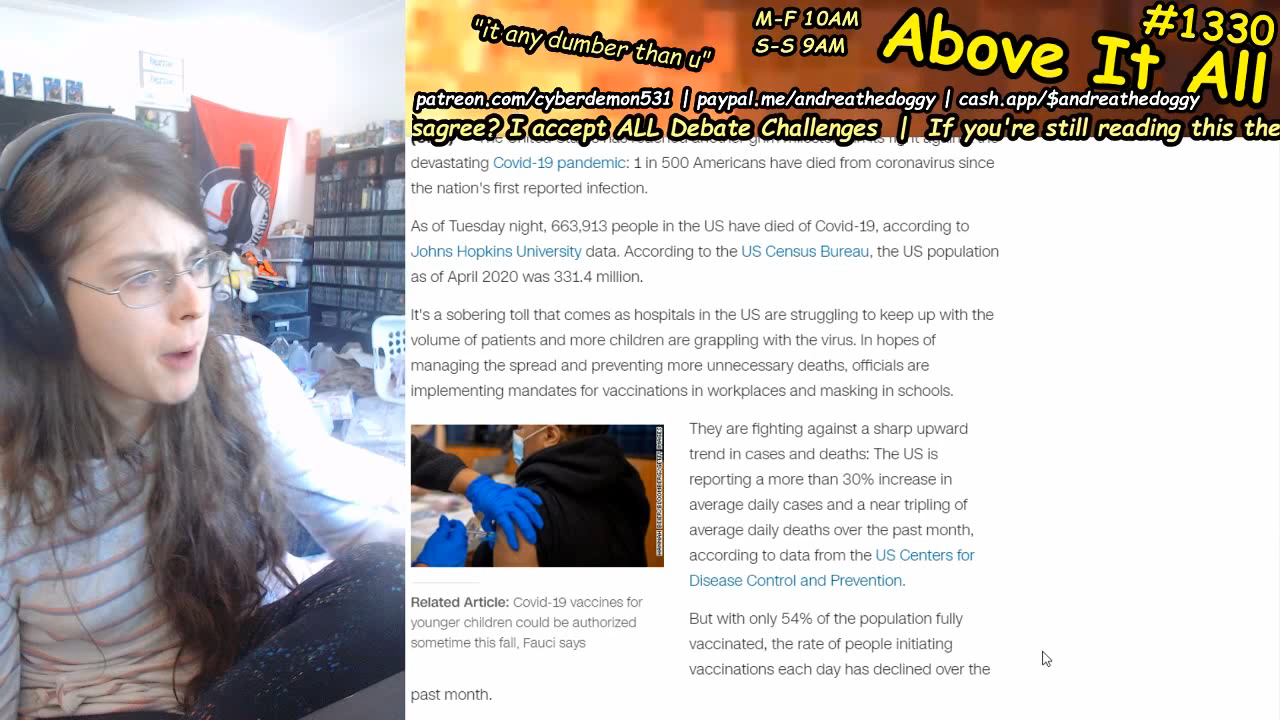 "it any dumber than u"
M-F 10AM
S-S 9AM
Above It All
#1330
patreon.com/cyberdemon531 | paypal.me/andreathedoggy | cash.app/$andreathedoggy
sagree? I accept ALL Debate Challenges | If you're still reading this the
devastating Covid-19 pandemic: 1 in 500 Americans have died from coronavirus since
the nation's first reported infection.
As of Tuesday night, 663,913 people in the US have died of Covid-19, according to
Johns Hopkins University data. According to the US Census Bureau, the US population
as of April 2020 was 331.4 million.
It's a sobering toll that comes as hospitals in the US are struggling to keep up with the
volume of patients and more children are grappling with the virus. In hopes of
managing the spread and preventing more unnecessary deaths, officials are
implementing mandates for vaccinations in workplaces and masking in schools.
Related Article: Covid-19 vaccines for
younger children could be authorized
sometime this fall, Fauci says
They are fighting against a sharp upward
trend in cases and deaths: The US is
reporting a more than 30% increase in
average daily cases and a near tripling of
average daily deaths over the past month,
according to data from the US Centers for
Disease Control and Prevention.
But with only 54% of the population fully
vaccinated, the rate of people initiating
vaccinations each day has declined over the
past month.